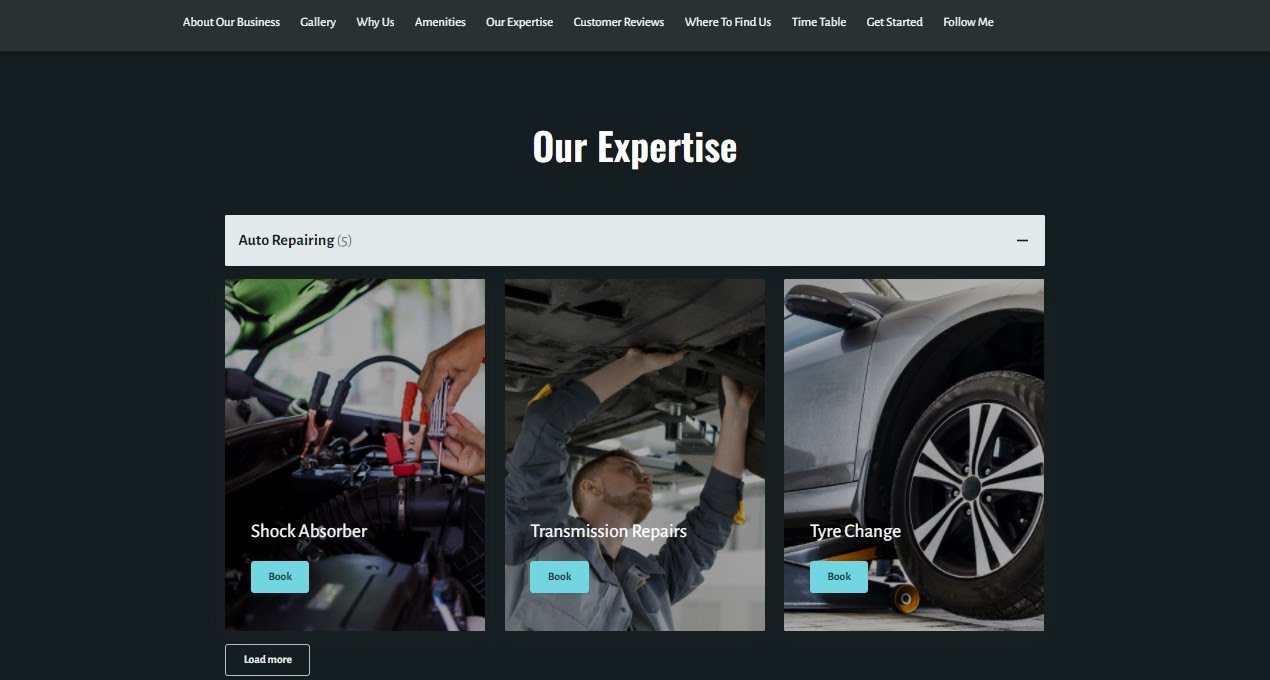 About Our Business Gallery Why Us Amenities Our Expertise Customer Reviews Where To Find Us Time Table Get Started Follow Me
Our Expertise
Auto Repairing (5)
Shock Absorber
Book
Transmission Repairs
Book
Tyre Change
Book
Load more